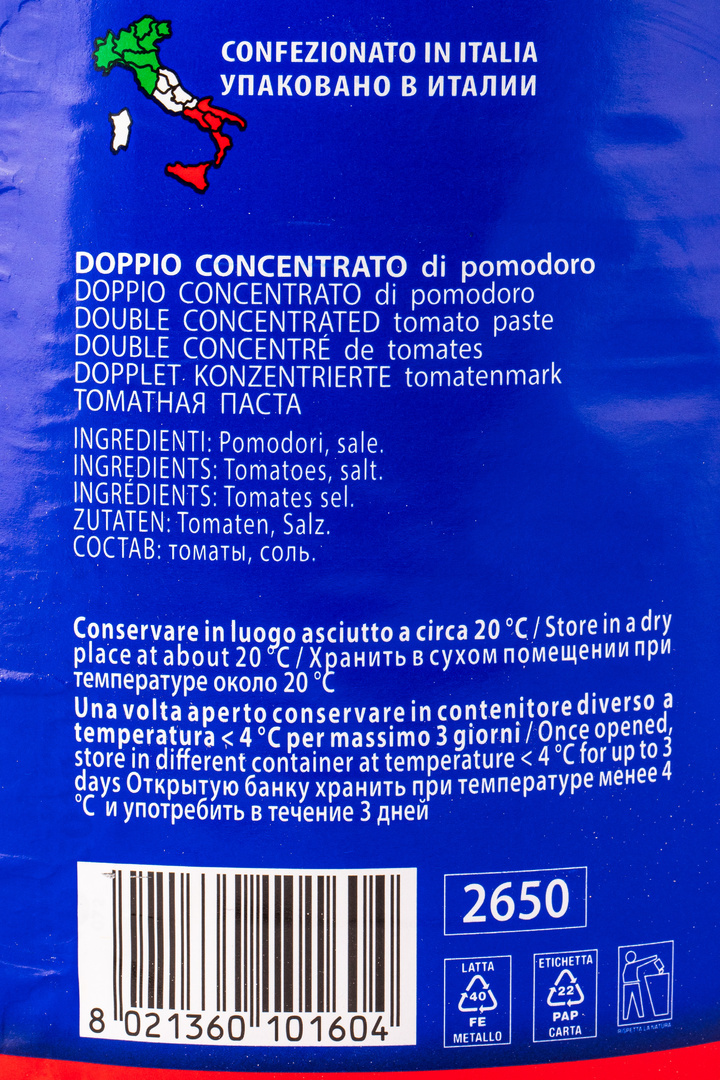 CONFEZIONATO IN ITALIA
УПАКОВАНО В ИТАЛИИ
DOPPIO CONCENTRATO di pomodoro
DOPPIO CONCENTRATO di pomodoro
DOUBLE CONCENTRATED tomato paste
DOUBLE CONCENTRÉ de tomates
DOPPLET KONZENTRIERTE tomatenmark
ТОМАТНАЯ ПАСТА
INGREDIENTI: Pomodori, sale.
INGREDIENTS: Tomatoes, salt.
INGRÉDIENTS: Tomates sel.
ZUTATEN: Tomaten, Salz.
СОСТАВ: томаты, соль.
Conservare in luogo asciutto a circa 20 °C / Store in a dry
place at about 20 °C / Хранить в сухом помещении при
температуре около 20 °C
Una volta aperto conservare in contenitore diverso a
temperatura < 4 °C per massimo 3 giorni / Once opened,
store in different container at temperature < 4 °C for up to 3
days Открытую банку хранить при температуре менее 4
°C и употребить в течение 3 дней
8 021360 101604
2650
LATTA
40
FE
METALLO
ETICHETTA
22
PAP
CARTA
RISPETTA LA NATURA